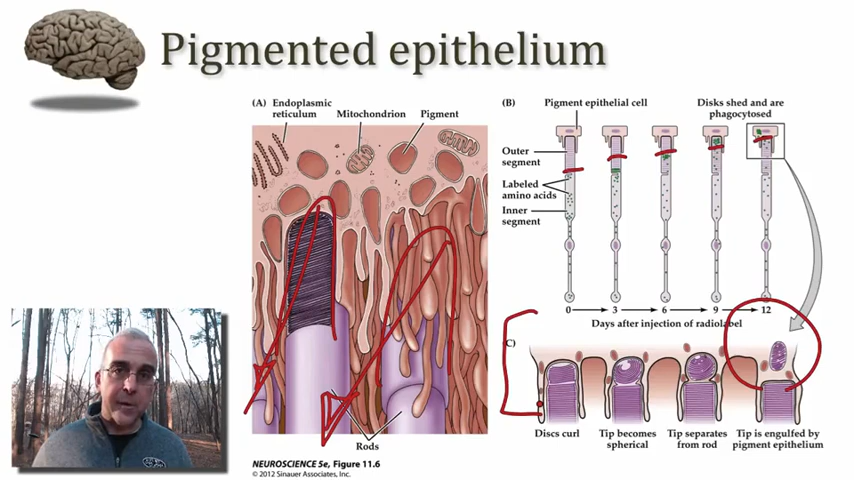 Pigmented epithelium
(A) Endoplasmic
reticulum
Mitochondrion
Pigment
Rods
NEUROSCIENCE 5e, Figure 11.6
© 2012 Sinauer Associates, Inc.
(B)
Pigment epithelial cell
Disks shed and are
phagocytosed
Outer
segment
Labeled
amino acids
Inner
segment
0 3 6 9 12
Days after injection of radiolabel
C)
Discs curl
Tip becomes
spherical
Tip separates
from rod
Tip is engulfed by
pigment epithelium